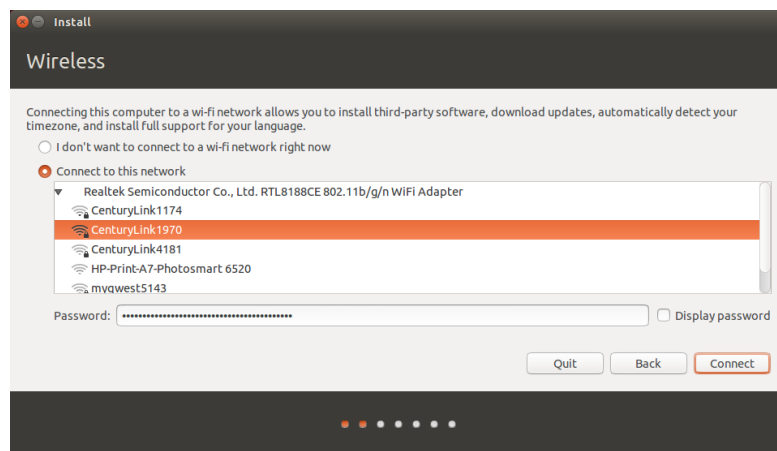 Install
Wireless
Connecting this computer to a wi-fi network allows you to install third-party software, download updates, automatically detect your
timezone, and install full support for your language.
I don't want to connect to a wi-fi network right now
Connect to this network
Realtek Semiconductor Co., Ltd. RTL8188CE 802.11b/g/n WiFi Adapter
CenturyLink1174
CenturyLink1970
CenturyLink4181
HP-Print-A7-Photosmart 6520
myqwest5143
Password: Display password
Quit Back Connect